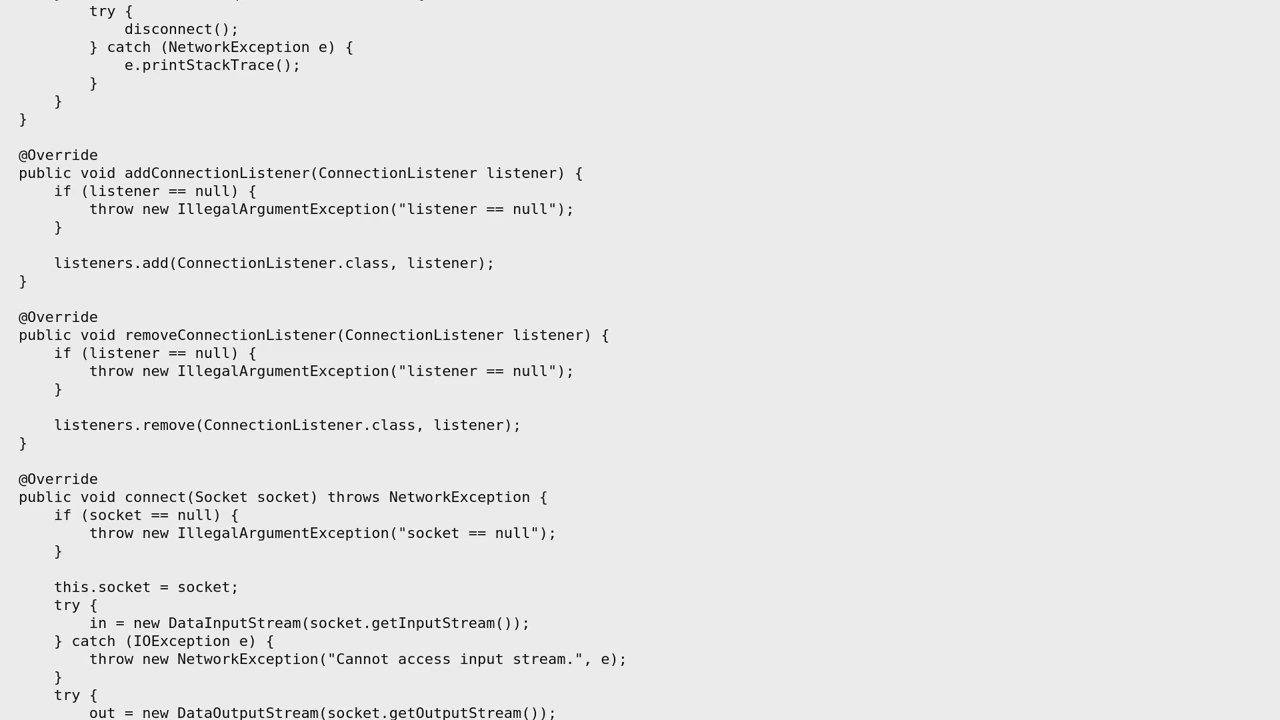 try {
            disconnect();
        } catch (NetworkException e) {
            e.printStackTrace();
        }
    }
}

@Override
public void addConnectionListener(ConnectionListener listener) {
    if (listener == null) {
        throw new IllegalArgumentException("listener == null");
    }

    listeners.add(ConnectionListener.class, listener);
}

@Override
public void removeConnectionListener(ConnectionListener listener) {
    if (listener == null) {
        throw new IllegalArgumentException("listener == null");
    }

    listeners.remove(ConnectionListener.class, listener);
}

@Override
public void connect(Socket socket) throws NetworkException {
    if (socket == null) {
        throw new IllegalArgumentException("socket == null");
    }

    this.socket = socket;
    try {
        in = new DataInputStream(socket.getInputStream());
    } catch (IOException e) {
        throw new NetworkException("Cannot access input stream.", e);
    }
    try {
        out = new DataOutputStream(socket.getOutputStream());